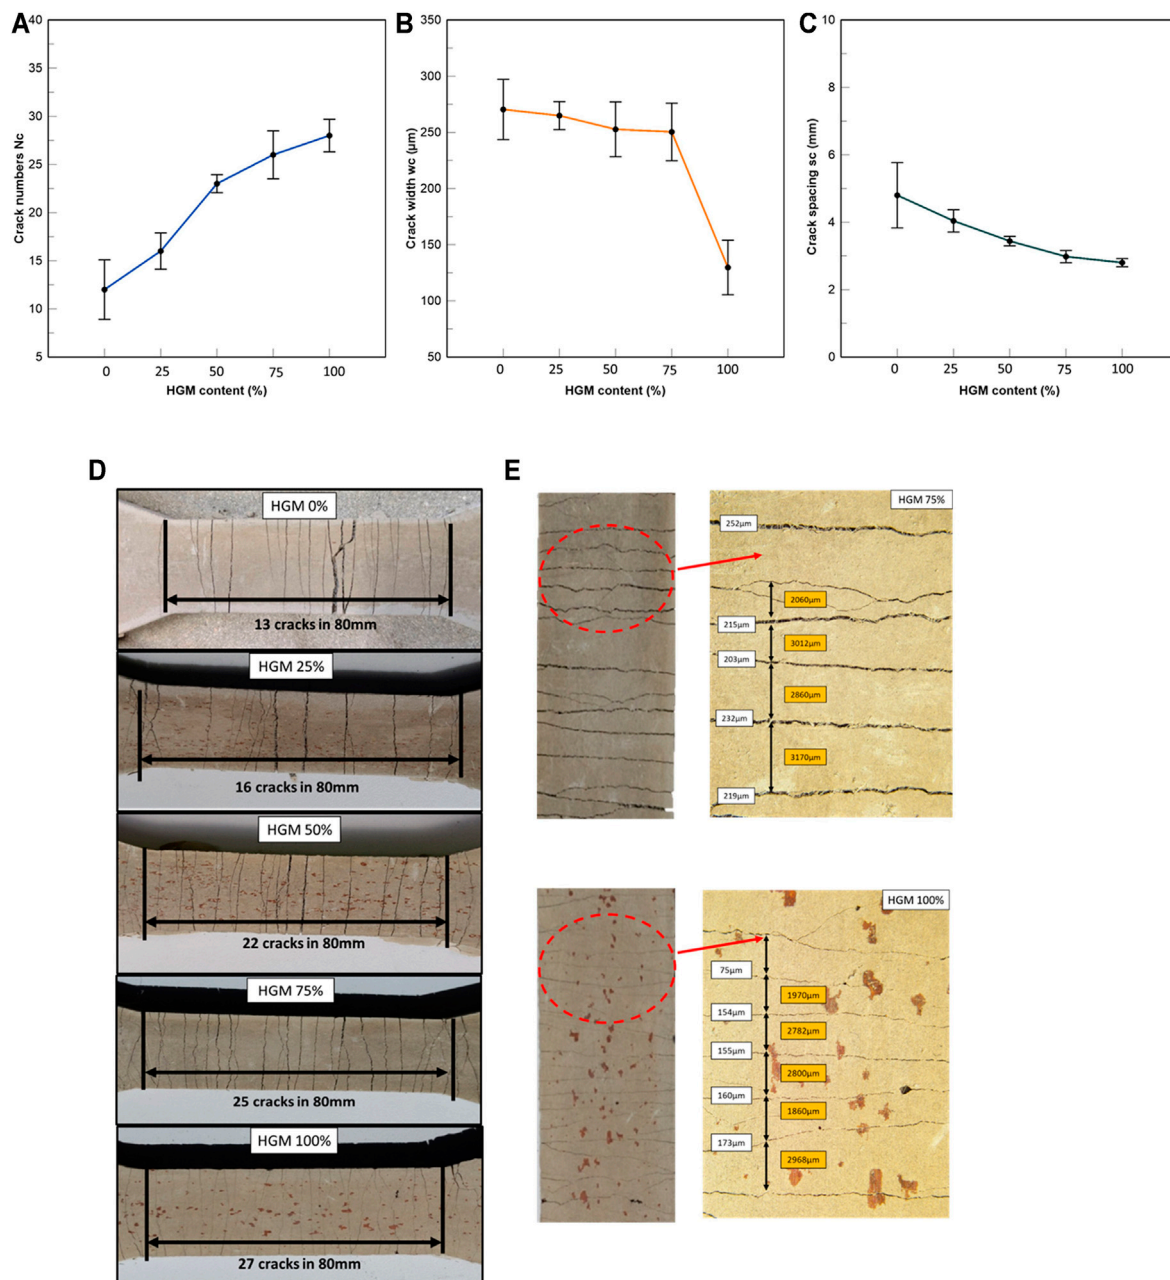 A
40
35
30
25
20
15
10
5
Crack numbers Nc
0 25 50 75 100
HGM content (%)
B
400
350
300
250
200
150
100
50
Crack width wc (μm)
0 25 50 75 100
HGM content (%)
C
10
8
6
4
2
0
Crack spacing sc (mm)
0 25 50 75 100
HGM content (%)
D
HGM 0%
13 cracks in 80mm
HGM 25%
16 cracks in 80mm
HGM 50%
22 cracks in 80mm
HGM 75%
25 cracks in 80mm
HGM 100%
27 cracks in 80mm
E
HGM 75%
252μm
2060μm
215μm
3012μm
203μm
2860μm
232μm
3170μm
219μm
HGM 100%
75μm
1970μm
154μm
2782μm
155μm
2800μm
160μm
1860μm
173μm
2968μm